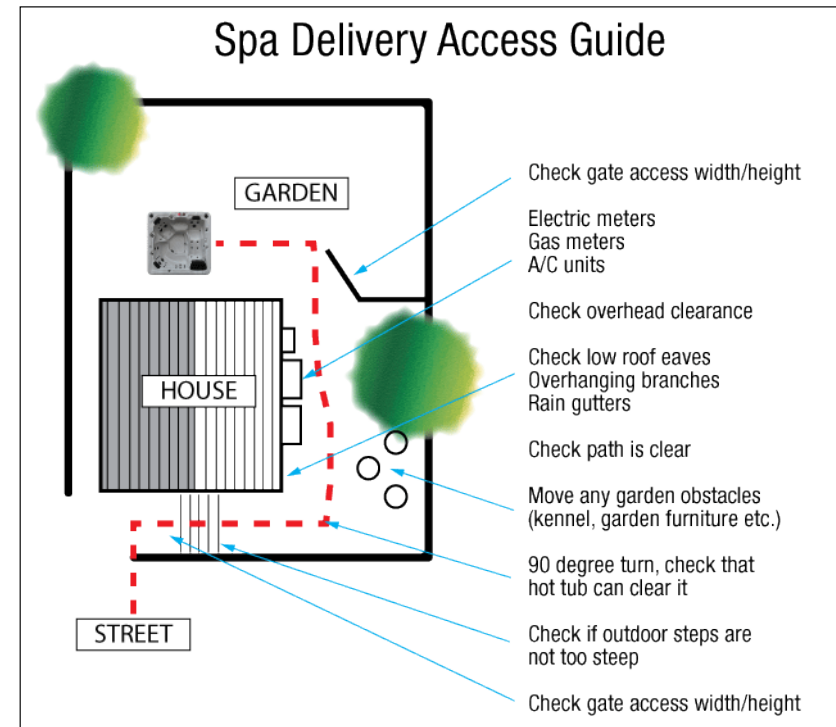 Spa Delivery Access Guide
GARDEN
HOUSE
STREET
Check gate access width/height
Electric meters
Gas meters
A/C units
Check overhead clearance
Check low roof eaves
Overhanging branches
Rain gutters
Check path is clear
Move any garden obstacles
(kennel, garden furniture etc.)
90 degree turn, check that
hot tub can clear it
Check if outdoor steps are
not too steep
Check gate access width/height